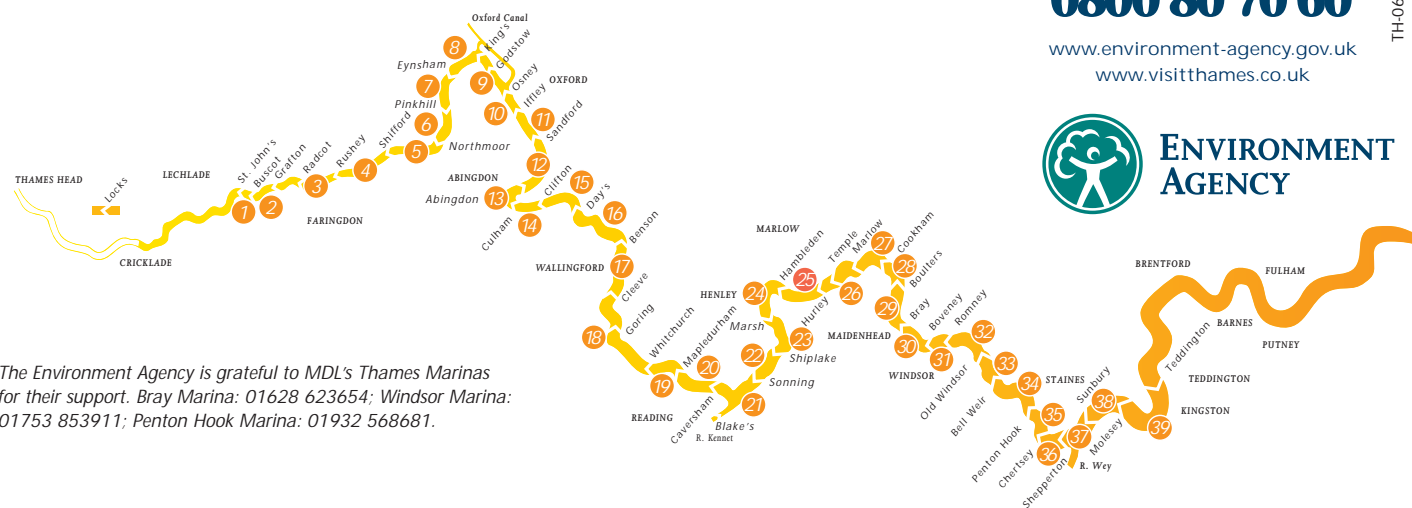 0800 80 70 60
www.environment-agency.gov.uk
www.visitthames.co.uk
TH-06
ENVIRONMENT
AGENCY
THAMES HEAD
Locks
CRICKLADE
LECHLADE
St. John's
Buscot
Grafton
Radcot
Rushey
Shifford
FARINGDON
1
2
3
4
5
6
7
8
9
10
11
12
13
14
15
16
17
18
19
20
21
22
23
24
25
26
27
28
29
30
31
32
33
34
35
36
37
38
39
Northmoor
Pinkhill
Eynsham
Oxford Canal
King's
Godstow
Osney
OXFORD
Iffley
Sandford
ABINGDON
Abingdon
Culham
Clifton
Day's
Benson
WALLINGFORD
Cleeve
Goring
Whitchurch
Mapledurham
READING
Caversham
Blake's
R. Kennet
Sonning
Shiplake
Marsh
HENLEY
MARLOW
Hambleden
Hurley
Temple
Marlow
Cookham
Boulters
MAIDENHEAD
Bray
Boveney
Romney
WINDSOR
Old Windsor
Bell Weir
STAINES
Penton Hook
Chertsey
Shepperton
R. Wey
Sunbury
Molesey
Teddington
TEDDINGTON
KINGSTON
BRENTFORD
FULHAM
BARNES
PUTNEY
The Environment Agency is grateful to MDL's Thames Marinas
for their support. Bray Marina: 01628 623654; Windsor Marina:
01753 853911; Penton Hook Marina: 01932 568681.